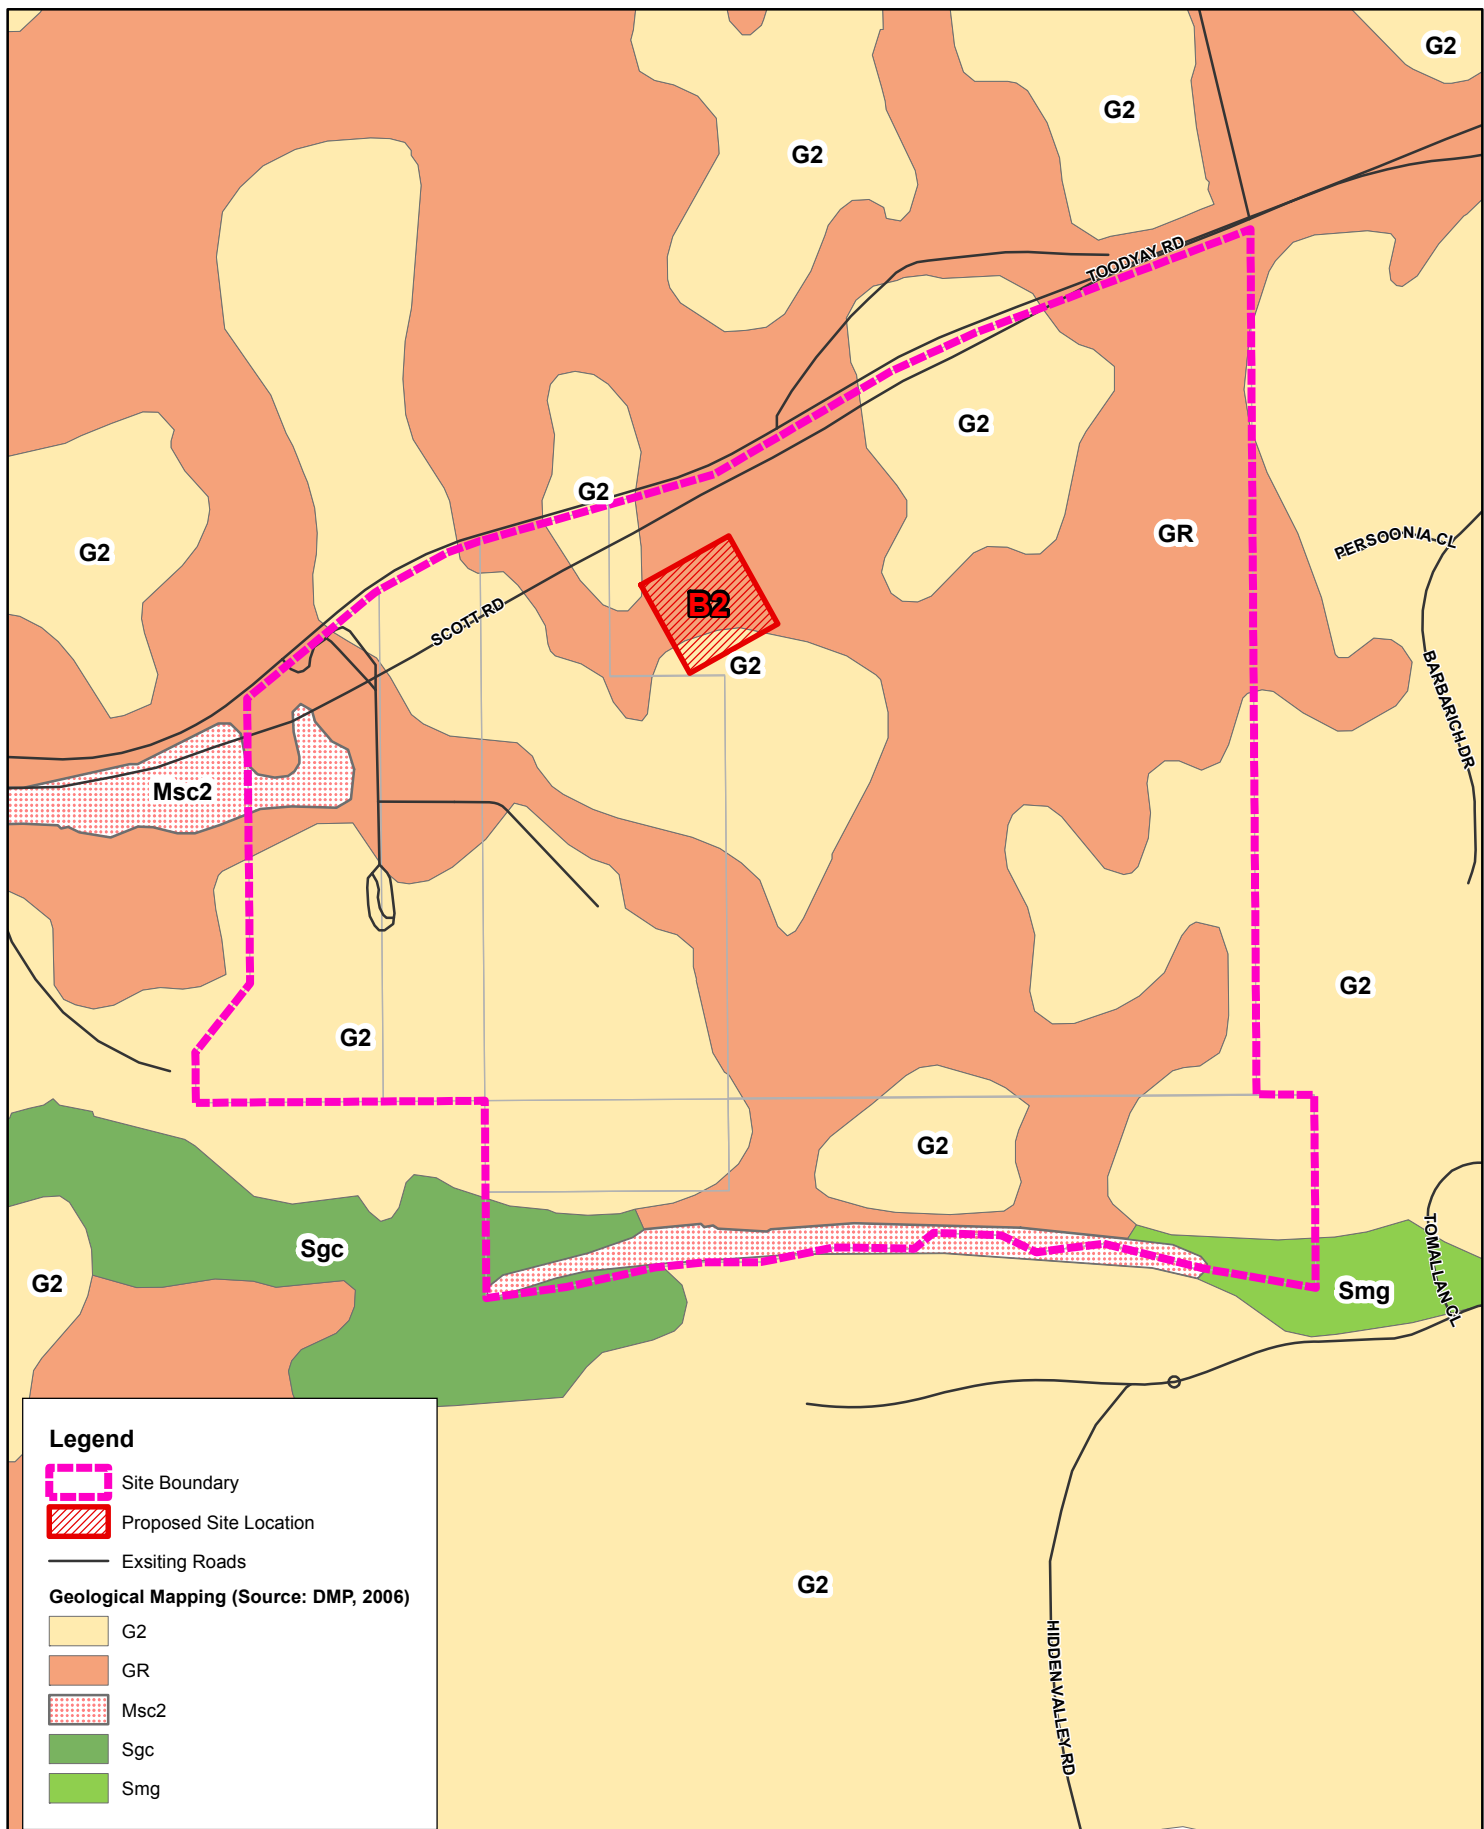 G2
G2
G2
TOODYAY RD
G2
G2
GR
PERSOONIA CL
G2
B2
SCOTT RD
G2
BARBARICH DR
Msc2
G2
G2
G2
TOMALLAN CL
Sgc
G2
Smg
G2
HIDDEN VALLEY RD
Legend
Site Boundary
Proposed Site Location
Exsiting Roads
Geological Mapping (Source: DMP, 2006)
G2
GR
Msc2
Sgc
Smg